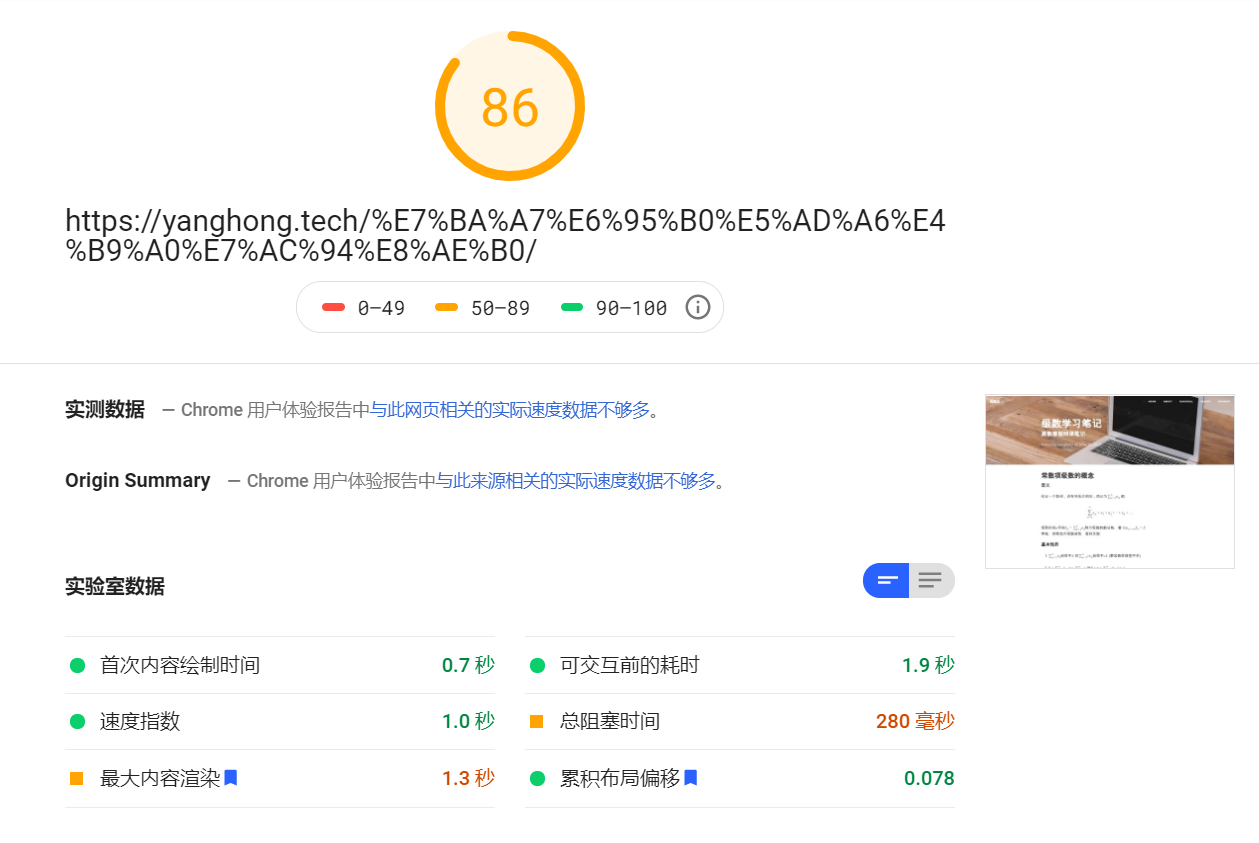 86
https://yanghong.tech/%E7%BA%A7%E6%95%B0%E5%AD%A6%E4
%B9%A0%E7%AC%94%E8%AE%B0/
0–49 50–89 90–100
实测数据 — Chrome 用户体验报告中与此网页相关的实际速度数据不够多。
级数学习笔记
常数项级数的概念
定义
基本性质
Origin Summary — Chrome 用户体验报告中与此来源相关的实际速度数据不够多。
实验室数据
首次内容绘制时间 0.7 秒
可交互前的耗时 1.9 秒
速度指数 1.0 秒
总阻塞时间 280 毫秒
最大内容渲染 1.3 秒
累积布局偏移 0.078